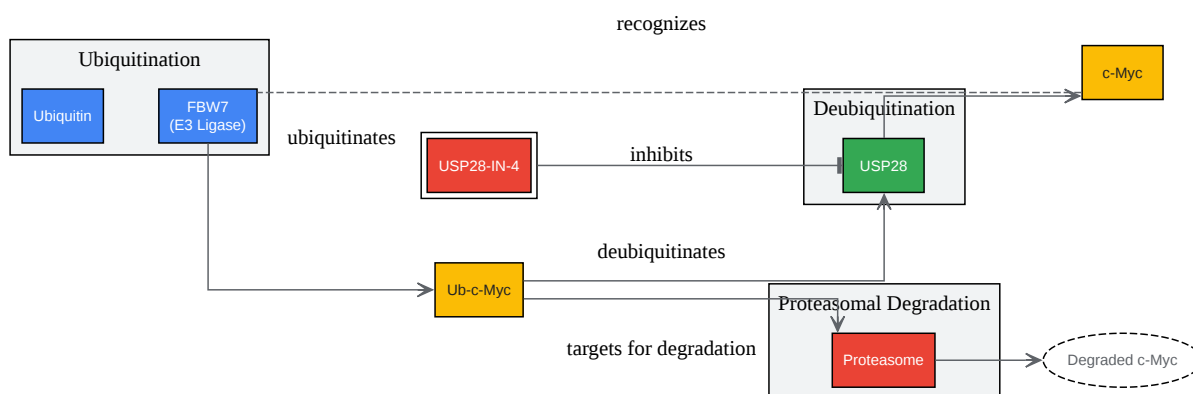 recognizes
Ubiquitination
c-Myc
Ubiquitin
FBW7
(E3 Ligase)
Deubiquitination
ubiquitinates
USP28-IN-4
inhibits
USP28
deubiquitinates
Ub-c-Myc
Proteasomal Degradation
targets for degradation
Proteasome
Degraded c-Myc